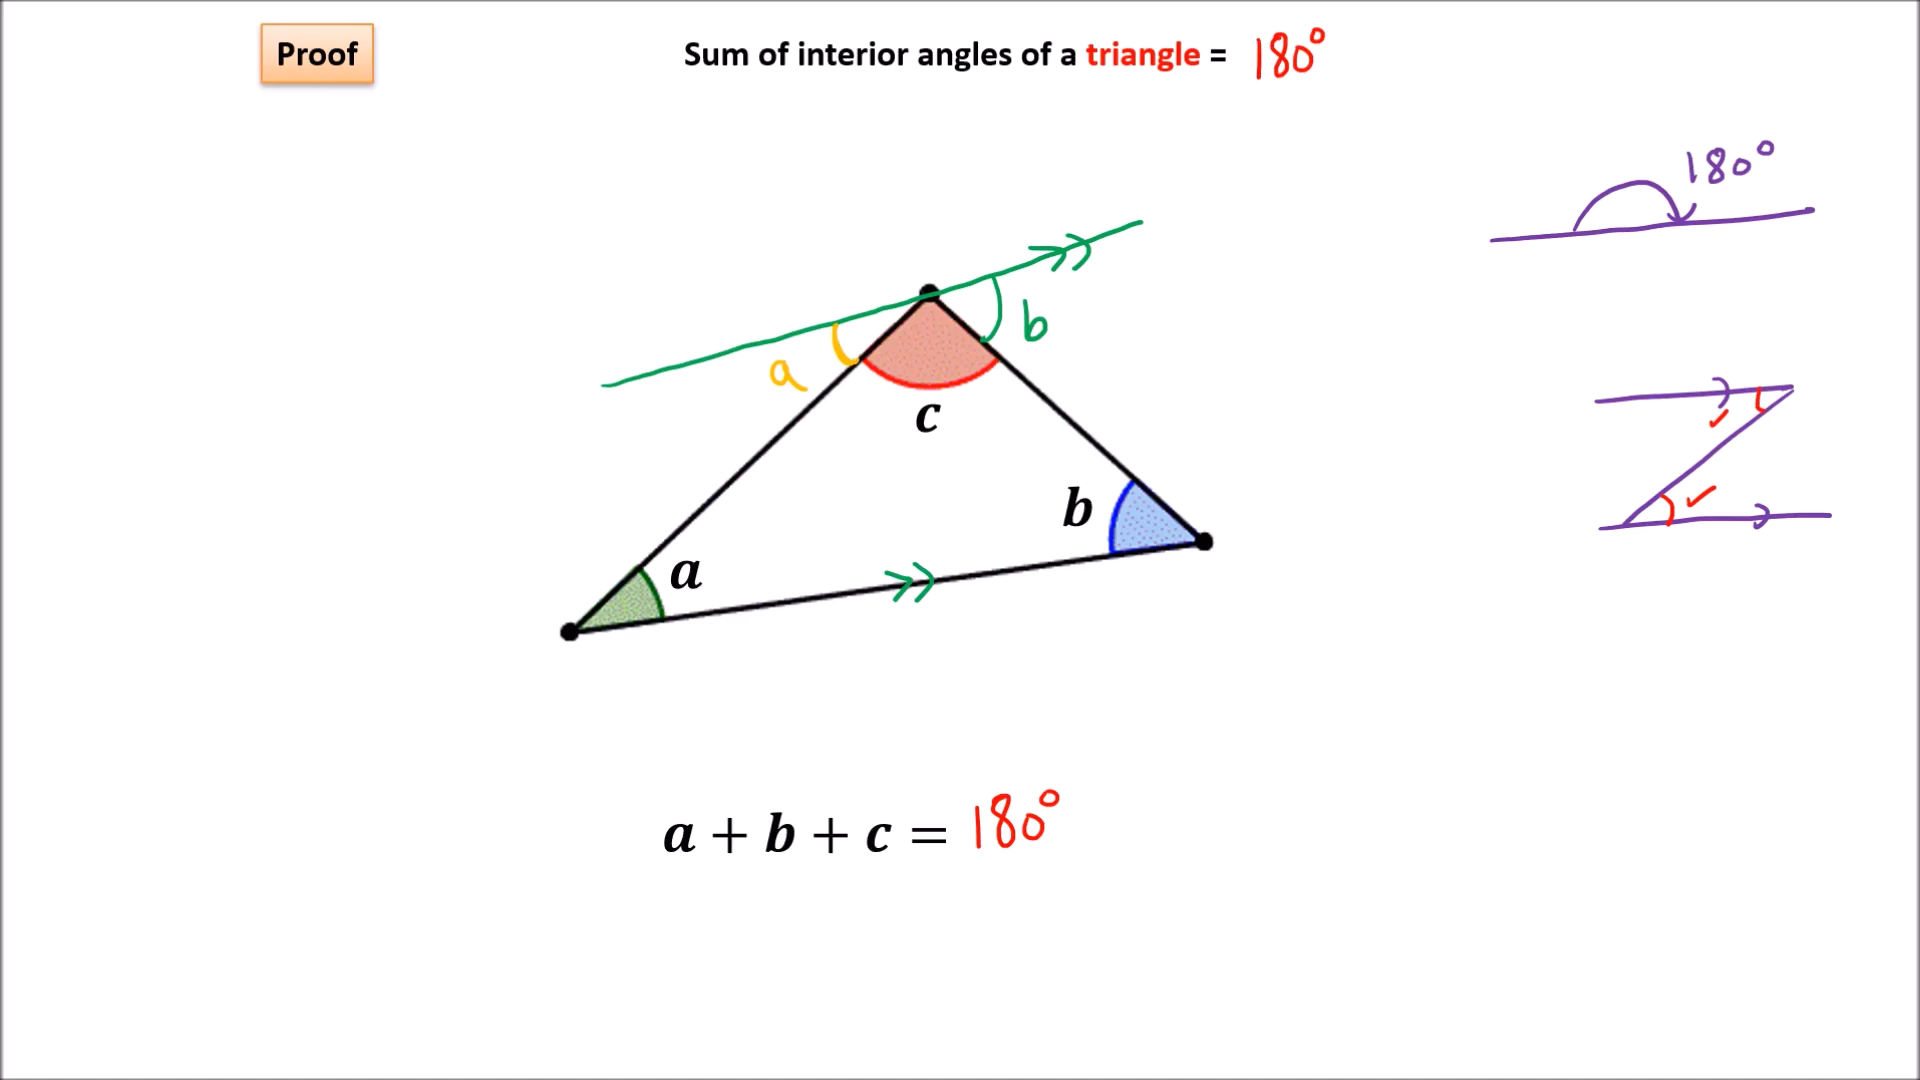 Proof
Sum of interior angles of a triangle = 180°
180°
b
a
c
b
a
a + b + c = 180°